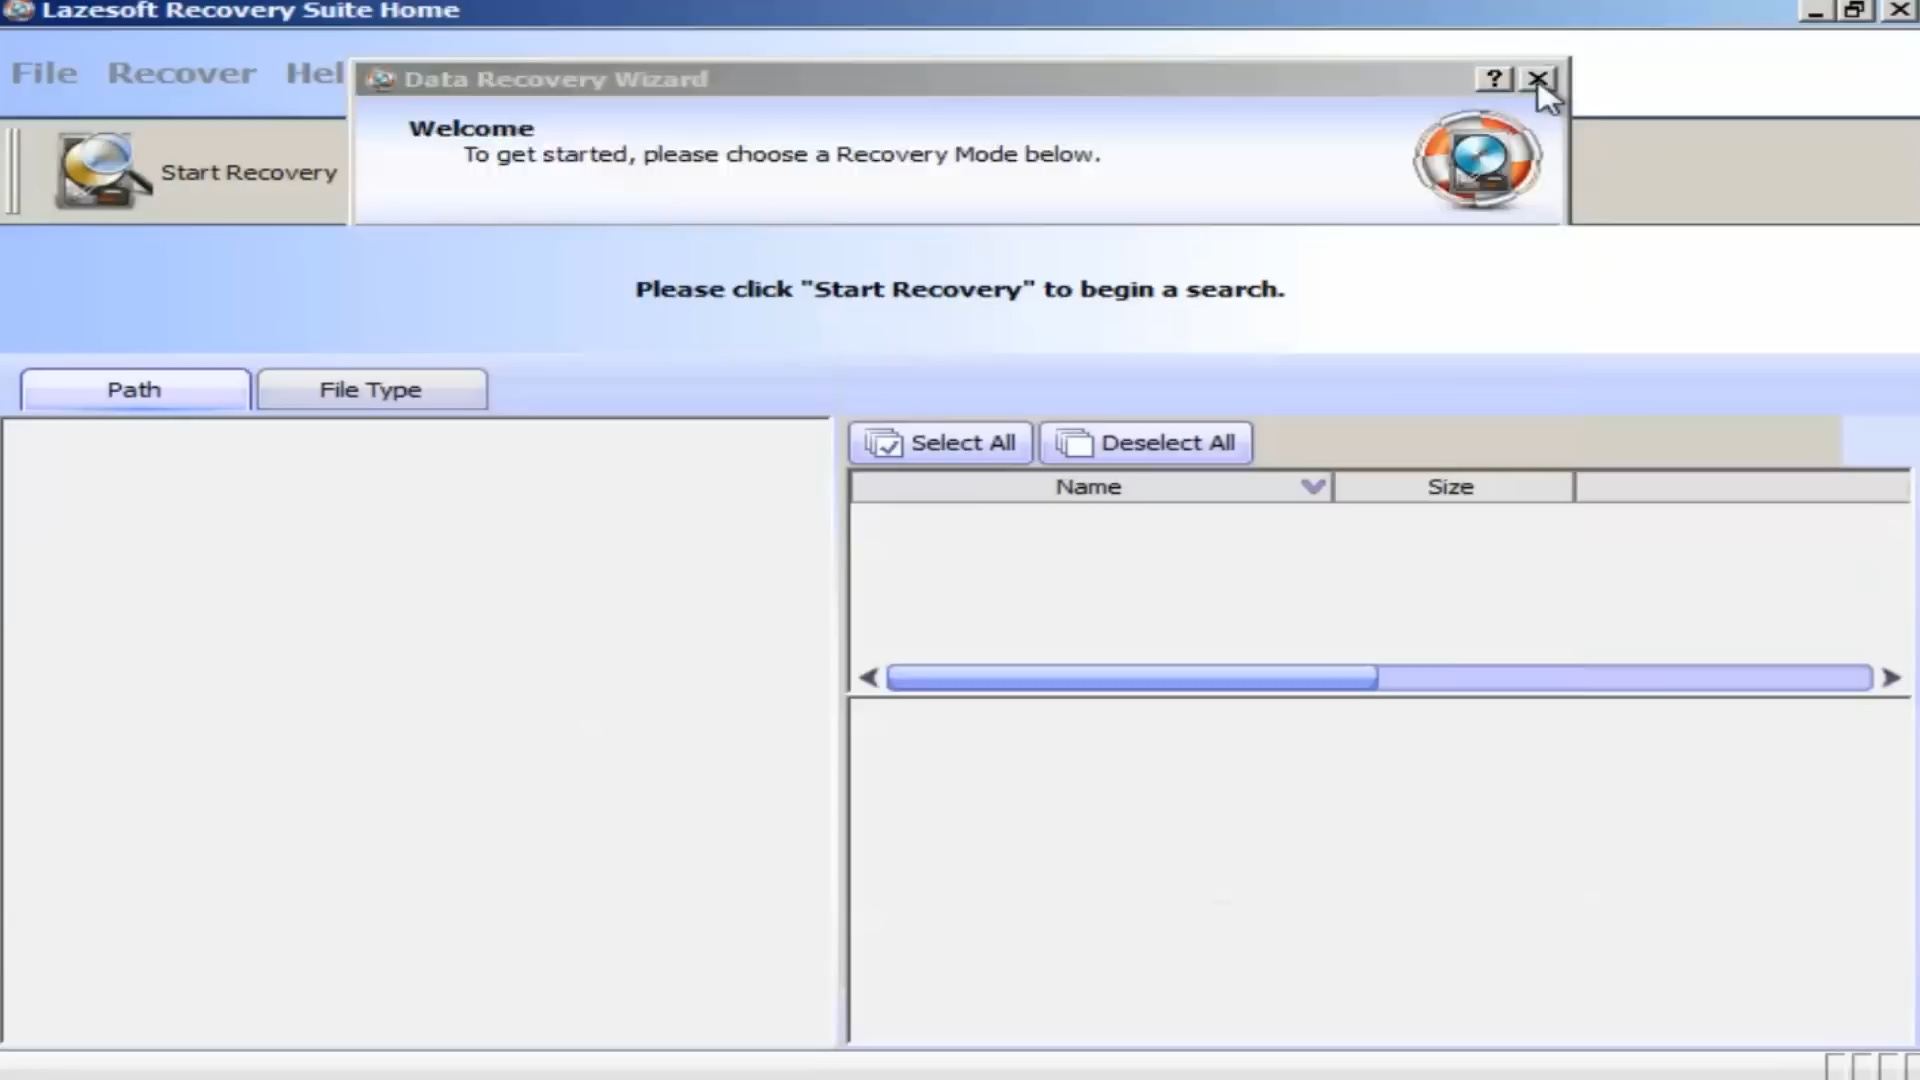 Lazesoft Recovery Suite Home
File Recover Hel
Data Recovery Wizard
?
Welcome
To get started, please choose a Recovery Mode below.
Start Recovery
Please click "Start Recovery" to begin a search.
Path File Type
Select All Deselect All
Name Size